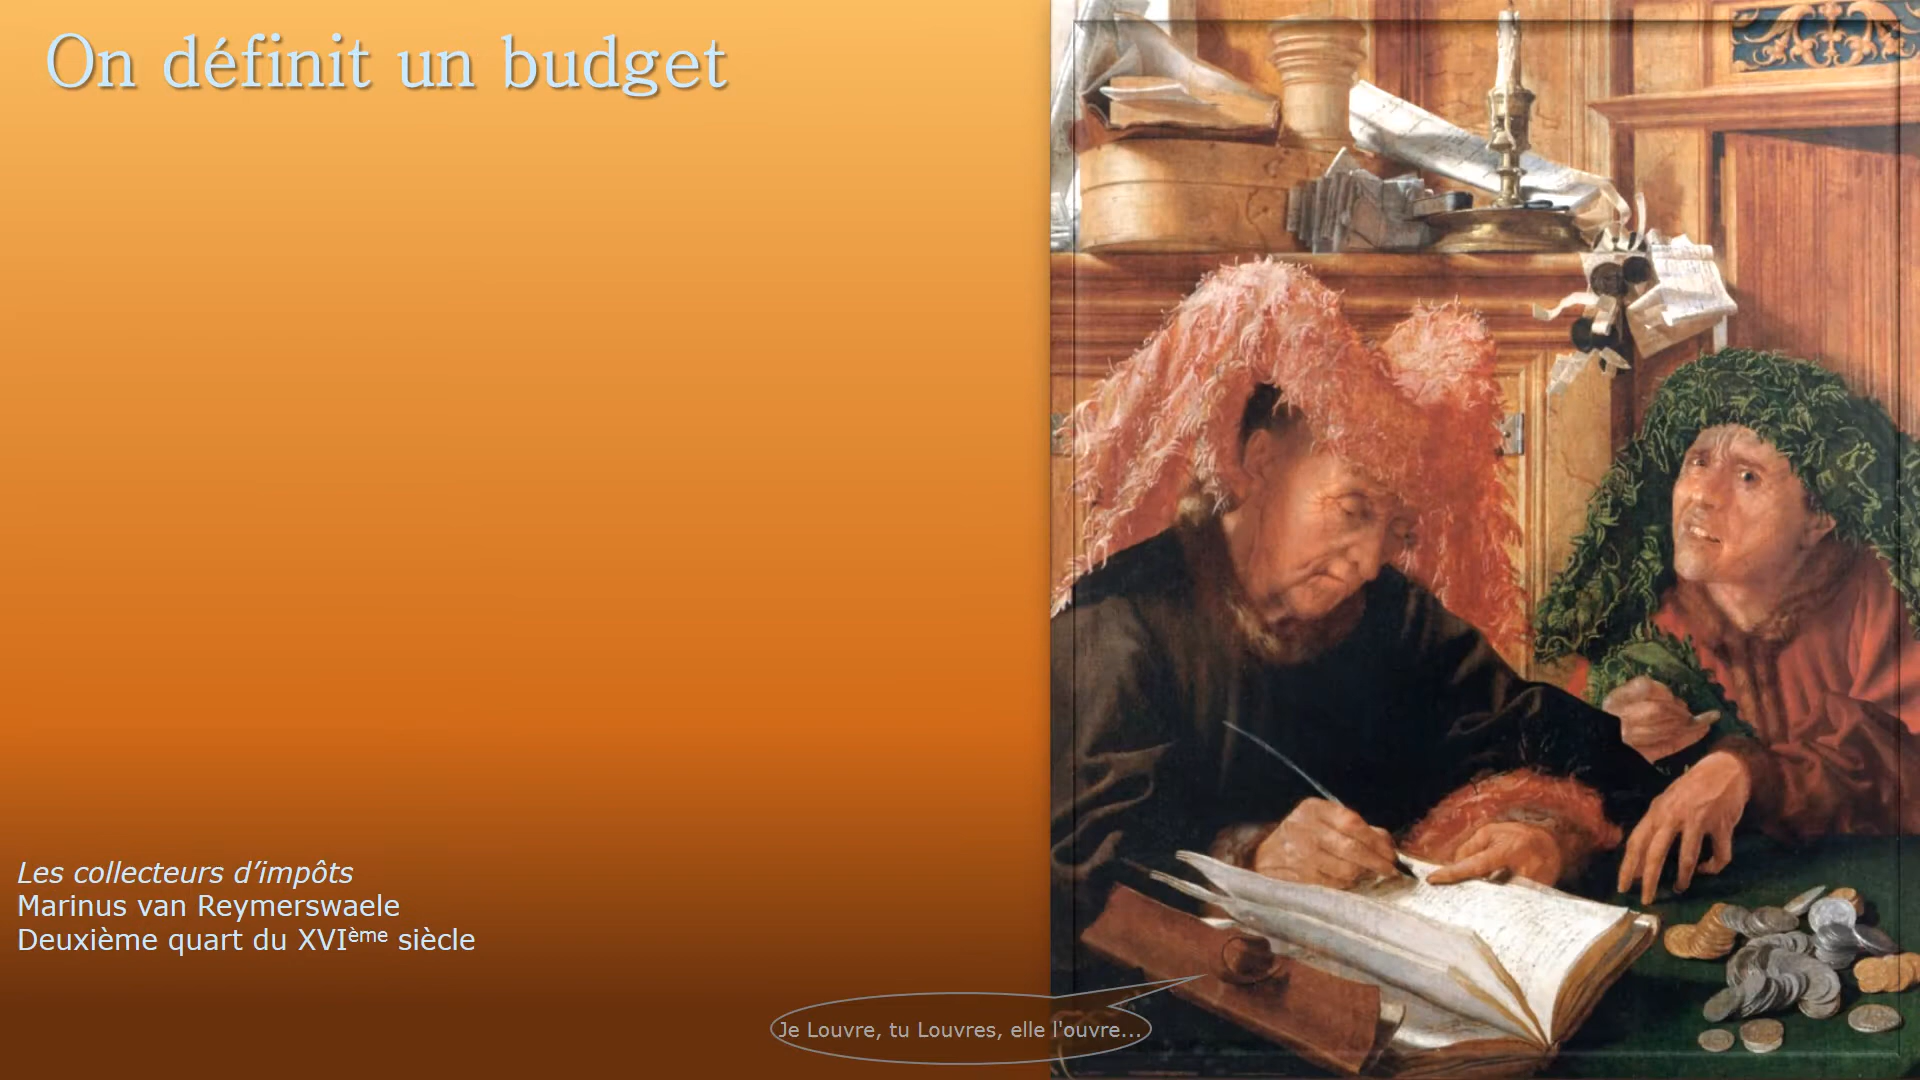 On définit un budget
Les collecteurs d’impôts
Marinus van Reymerswaele
Deuxième quart du XVIème siècle
Je Louvre, tu Louvres, elle l'ouvre...